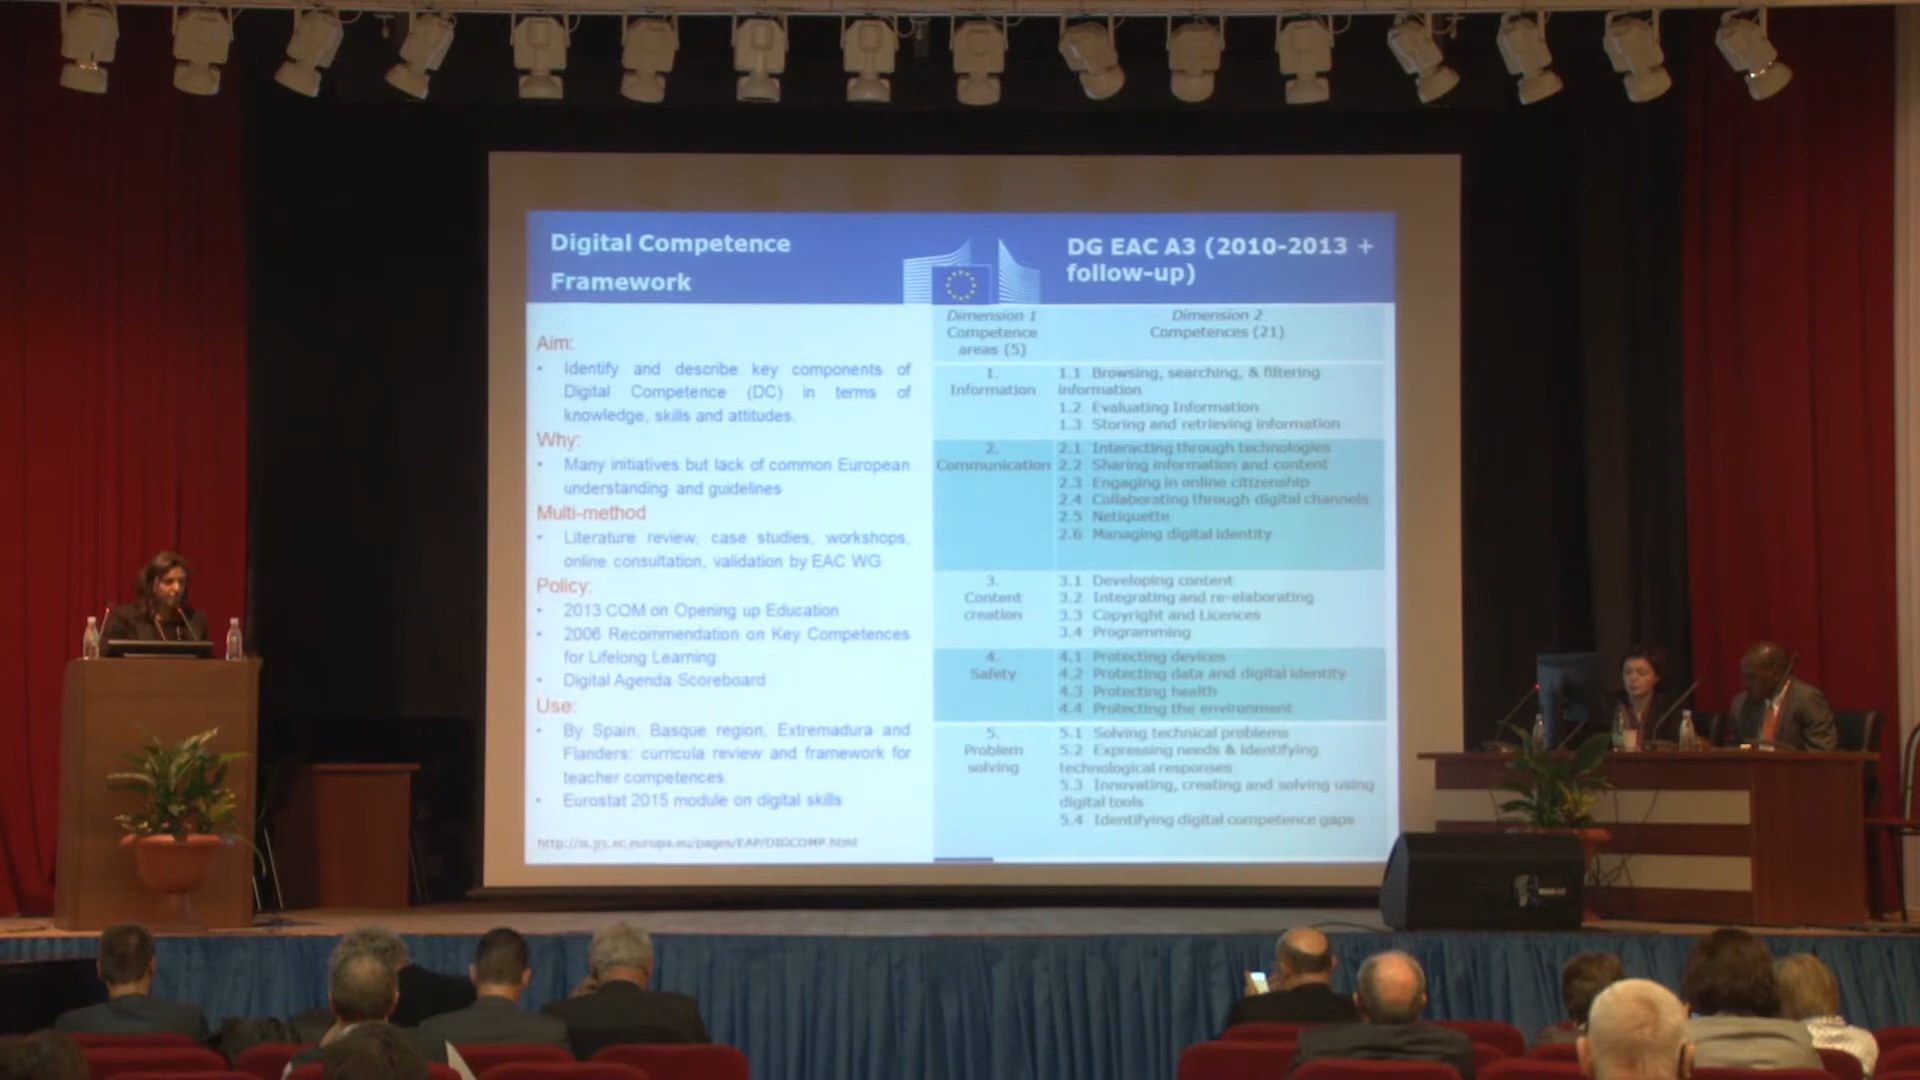 Digital Competence
Framework
DG EAC A3 (2010-2013 +
follow-up)
Aim:
• Identify and describe key components of
Digital Competence (DC) in terms of
knowledge, skills and attitudes.
Why:
• Many initiatives but lack of common European
understanding and guidelines
Multi-method
• Literature review, case studies, workshops,
online consultation, validation by EAC WG
Policy:
• 2013 COM on Opening up Education
• 2006 Recommendation on Key Competences
for Lifelong Learning
• Digital Agenda Scoreboard
Use:
• By Spain, Basque region, Extremadura and
Flanders: curricula review and framework for
teacher competences
• Eurostat 2015 module on digital skills
http://is.jrc.ec.europa.eu/pages/EAP/DIGCOMP.html
Dimension 1
Competence
areas (5)
Dimension 2
Competences (21)
1.
Information
1.1 Browsing, searching, & filtering
information
1.2 Evaluating Information
1.3 Storing and retrieving information
2.
Communication
2.1 Interacting through technologies
2.2 Sharing information and content
2.3 Engaging in online citizenship
2.4 Collaborating through digital channels
2.5 Netiquette
2.6 Managing digital identity
3.
Content
creation
3.1 Developing content
3.2 Integrating and re-elaborating
3.3 Copyright and Licences
3.4 Programming
4.
Safety
4.1 Protecting devices
4.2 Protecting data and digital identity
4.3 Protecting health
4.4 Protecting the environment
5.
Problem
solving
5.1 Solving technical problems
5.2 Expressing needs & identifying
technological responses
5.3 Innovating, creating and solving using
digital tools
5.4 Identifying digital competence gaps